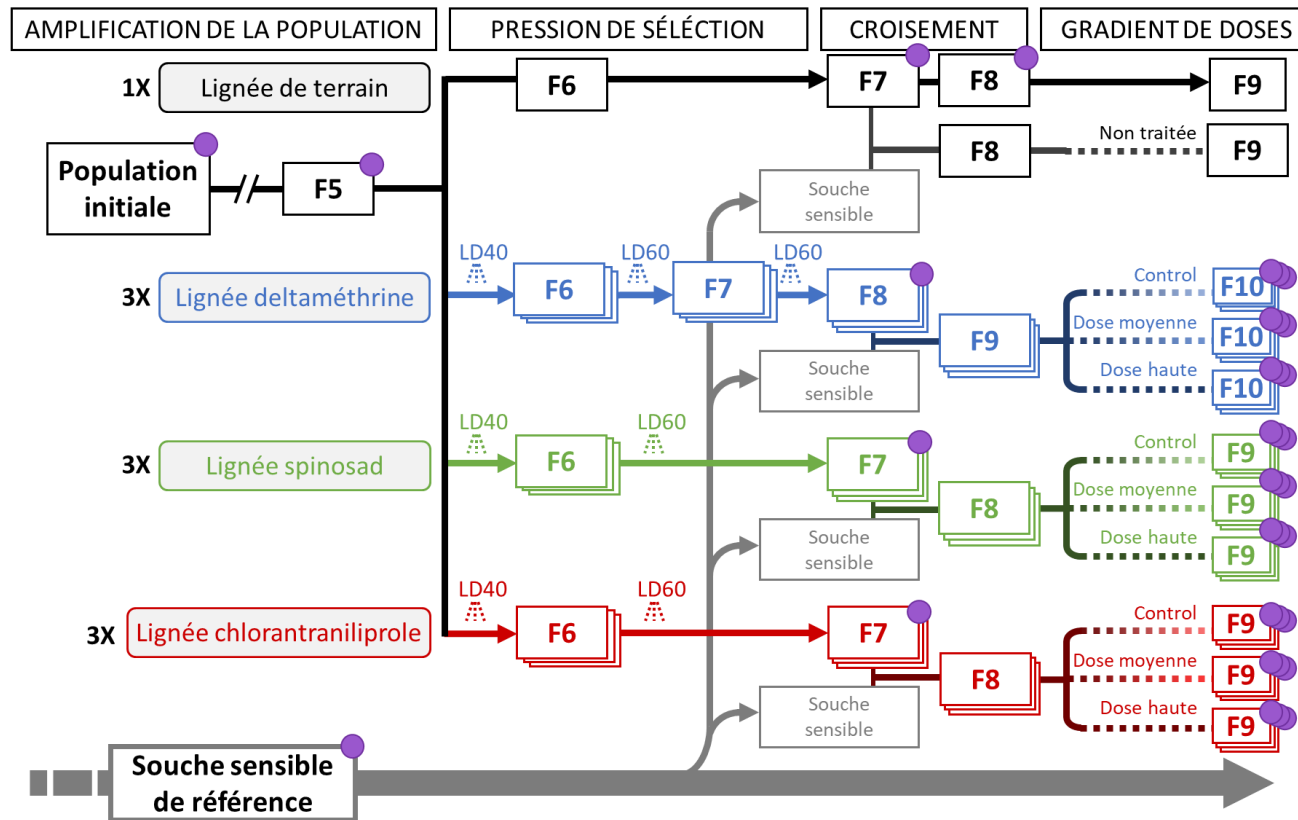 AMPLIFICATION DE LA POPULATION
PRESSION DE SÉLÉCTION
CROISEMENT
GRADIENT DE DOSES
1X
Lignée de terrain
F6
F7
F8
F9
Population
initiale
F5
F8
Non traitée
F9
Souche
sensible
3X
Lignée deltaméthrine
LD40
F6
LD60
F7
LD60
F8
Souche
sensible
F9
Control
F10
Dose moyenne
F10
Dose haute
F10
3X
Lignée spinosad
LD40
F6
LD60
F7
Souche
sensible
F8
Control
F9
Dose moyenne
F9
Dose haute
F9
3X
Lignée chlorantraniliprole
LD40
F6
LD60
F7
Souche
sensible
F8
Control
F9
Dose moyenne
F9
Dose haute
F9
Souche sensible
de référence